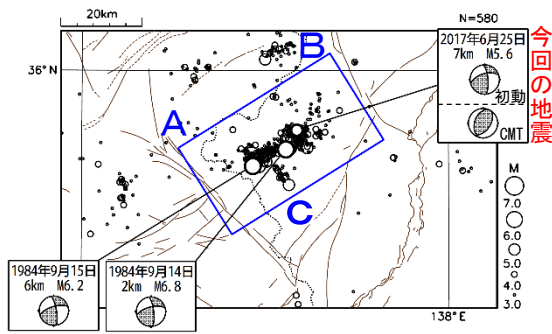 20km
N=580
36°N
B
A
C
2017年6月25日
7km M5.6
初動
CMT
今回の地震
M
7.0
6.0
5.0
4.0
3.0
1984年9月15日
6km M6.2
1984年9月14日
2km M6.8
138°E